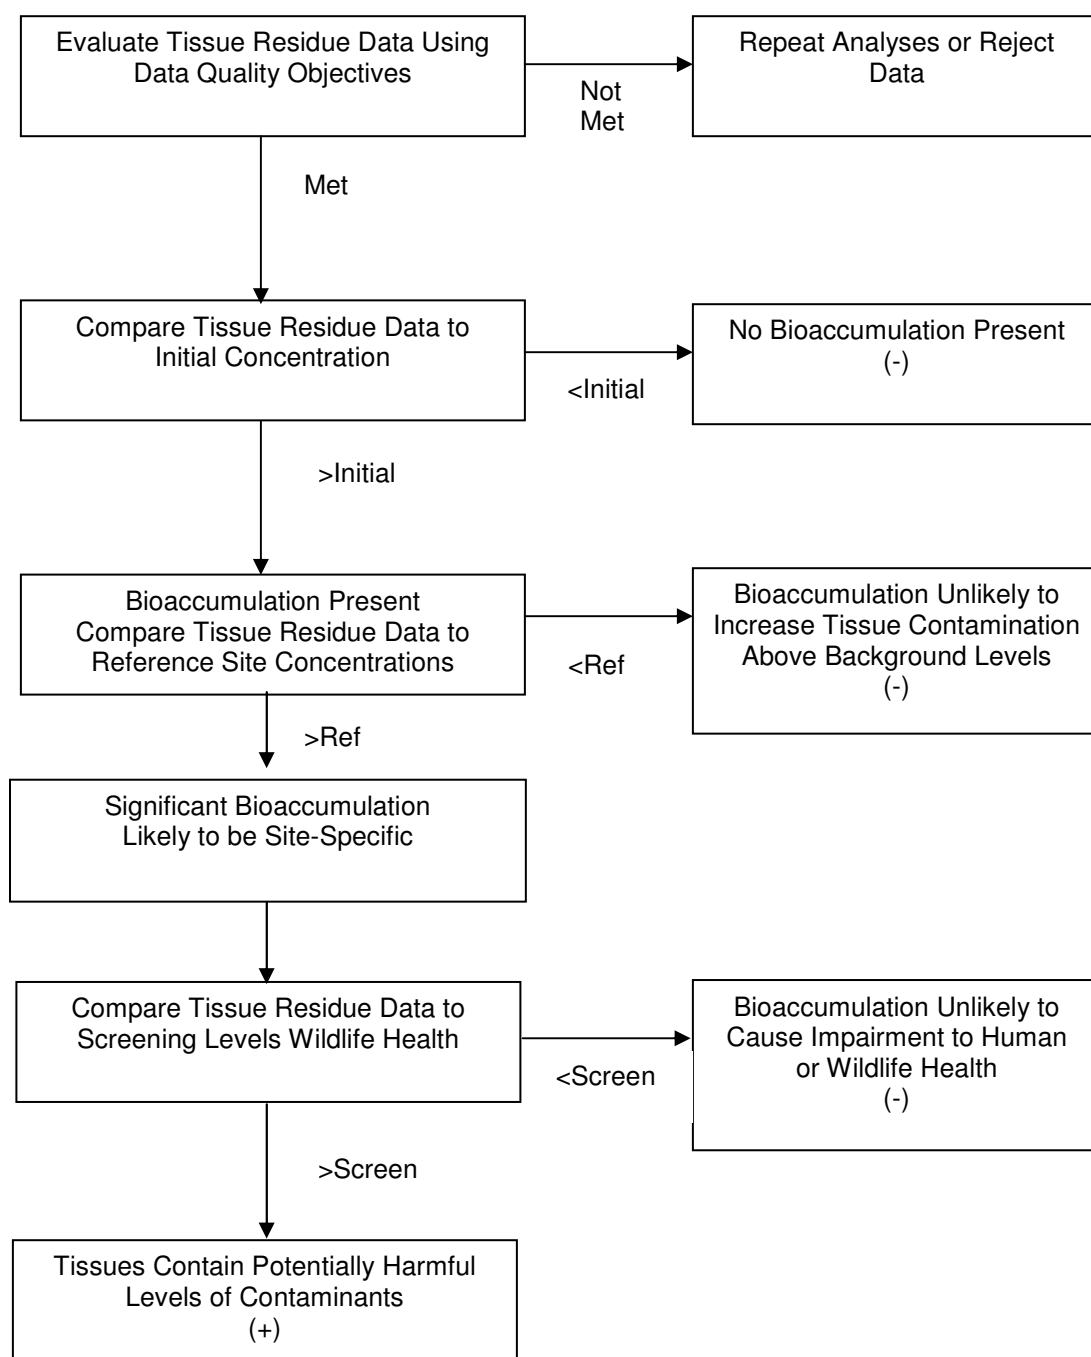 Evaluate Tissue Residue Data Using
Data Quality Objectives
Repeat Analyses or Reject
Data
Not
Met
Met
Compare Tissue Residue Data to
Initial Concentration
No Bioaccumulation Present
(-)
<Initial
>Initial
Bioaccumulation Present
Compare Tissue Residue Data to
Reference Site Concentrations
Bioaccumulation Unlikely to
Increase Tissue Contamination
Above Background Levels
(-)
<Ref
>Ref
Significant Bioaccumulation
Likely to be Site-Specific
Compare Tissue Residue Data to
Screening Levels Wildlife Health
Bioaccumulation Unlikely to
Cause Impairment to Human
or Wildlife Health
(-)
<Screen
>Screen
Tissues Contain Potentially Harmful
Levels of Contaminants
(+)